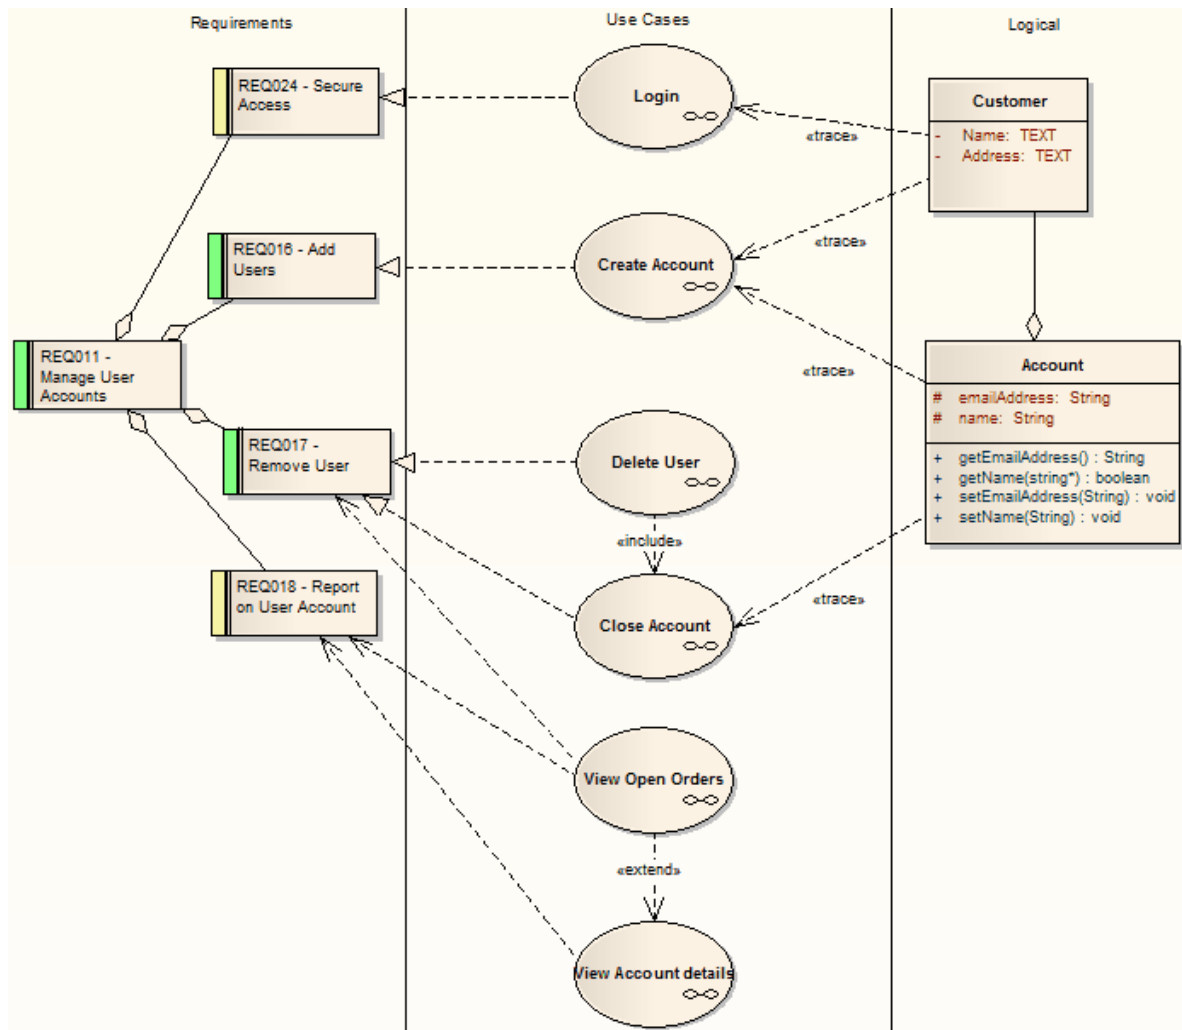 Requirements
Use Cases
Logical
REQ024 - Secure
Access
Login
Customer
- Name: TEXT
- Address: TEXT
«trace»
REQ016 - Add
Users
Create Account
«trace»
REQ011 -
Manage User
Accounts
«trace»
Account
# emailAddress: String
# name: String
+ getEmailAddress() : String
+ getName(string*) : boolean
+ setEmailAddress(String) : void
+ setName(String) : void
REQ017 -
Remove User
Delete User
«include»
REQ018 - Report
on User Account
Close Account
«trace»
View Open Orders
«extend»
View Account details